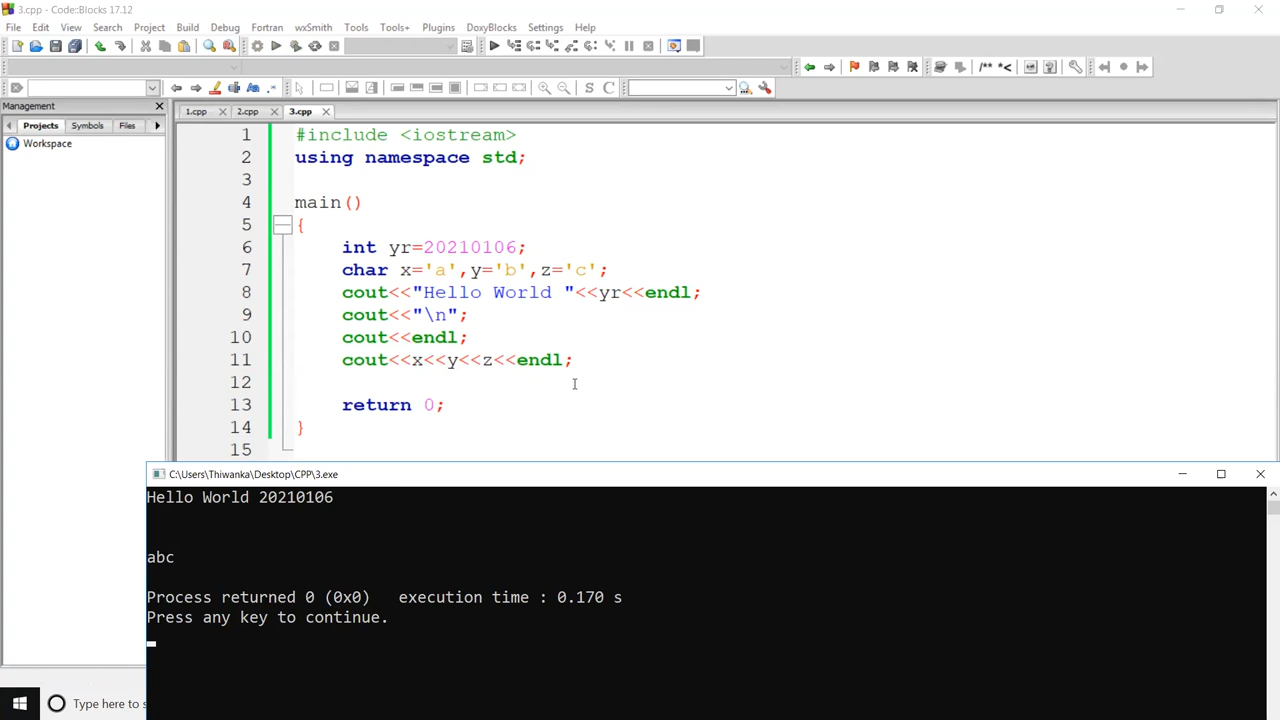 3.cpp - Code::Blocks 17.12
File Edit View Search Project Build Debug Fortran wxSmith Tools Tools+ Plugins DoxyBlocks Settings Help
/** *<
S C
Management
1.cpp 2.cpp 3.cpp
Projects Symbols Files
Workspace
1 #include <iostream>
2 using namespace std;
3
4 main()
5 {
6 int yr=20210106;
7 char x='a',y='b',z='c';
8 cout<<"Hello World "<<yr<<endl;
9 cout<<"\n";
10 cout<<endl;
11 cout<<x<<y<<z<<endl;
12
13 return 0;
14 }
15
C:\Users\Thiwanka\Desktop\CPP\3.exe
Hello World 20210106
abc
Process returned 0 (0x0) execution time : 0.170 s
Press any key to continue.
Type here to s